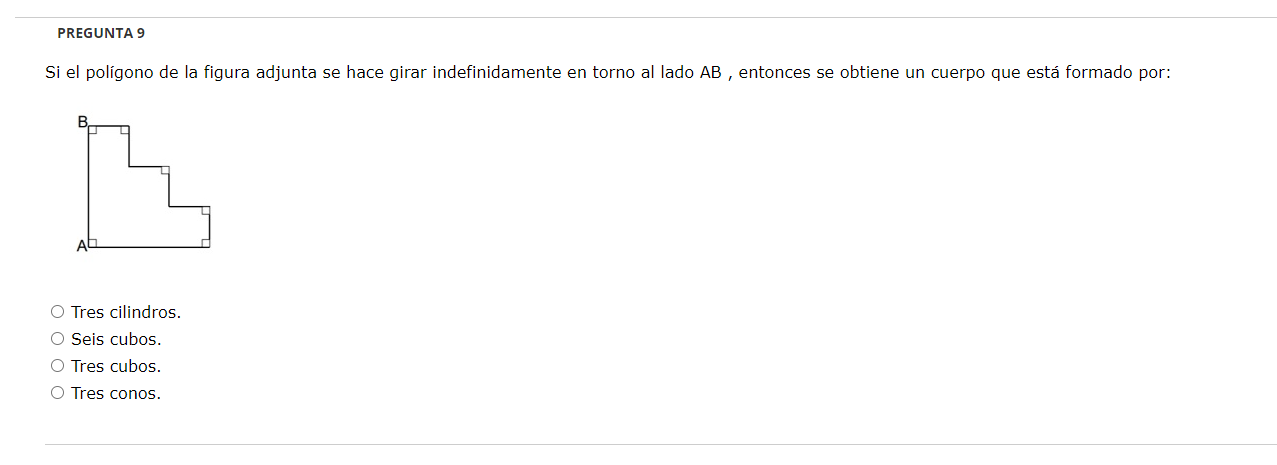 PREGUNTA 9
Si el polígono de la figura adjunta se hace girar indefinidamente en torno al lado AB , entonces se obtiene un cuerpo que está formado por:
B
A
Tres cilindros.
Seis cubos.
Tres cubos.
Tres conos.